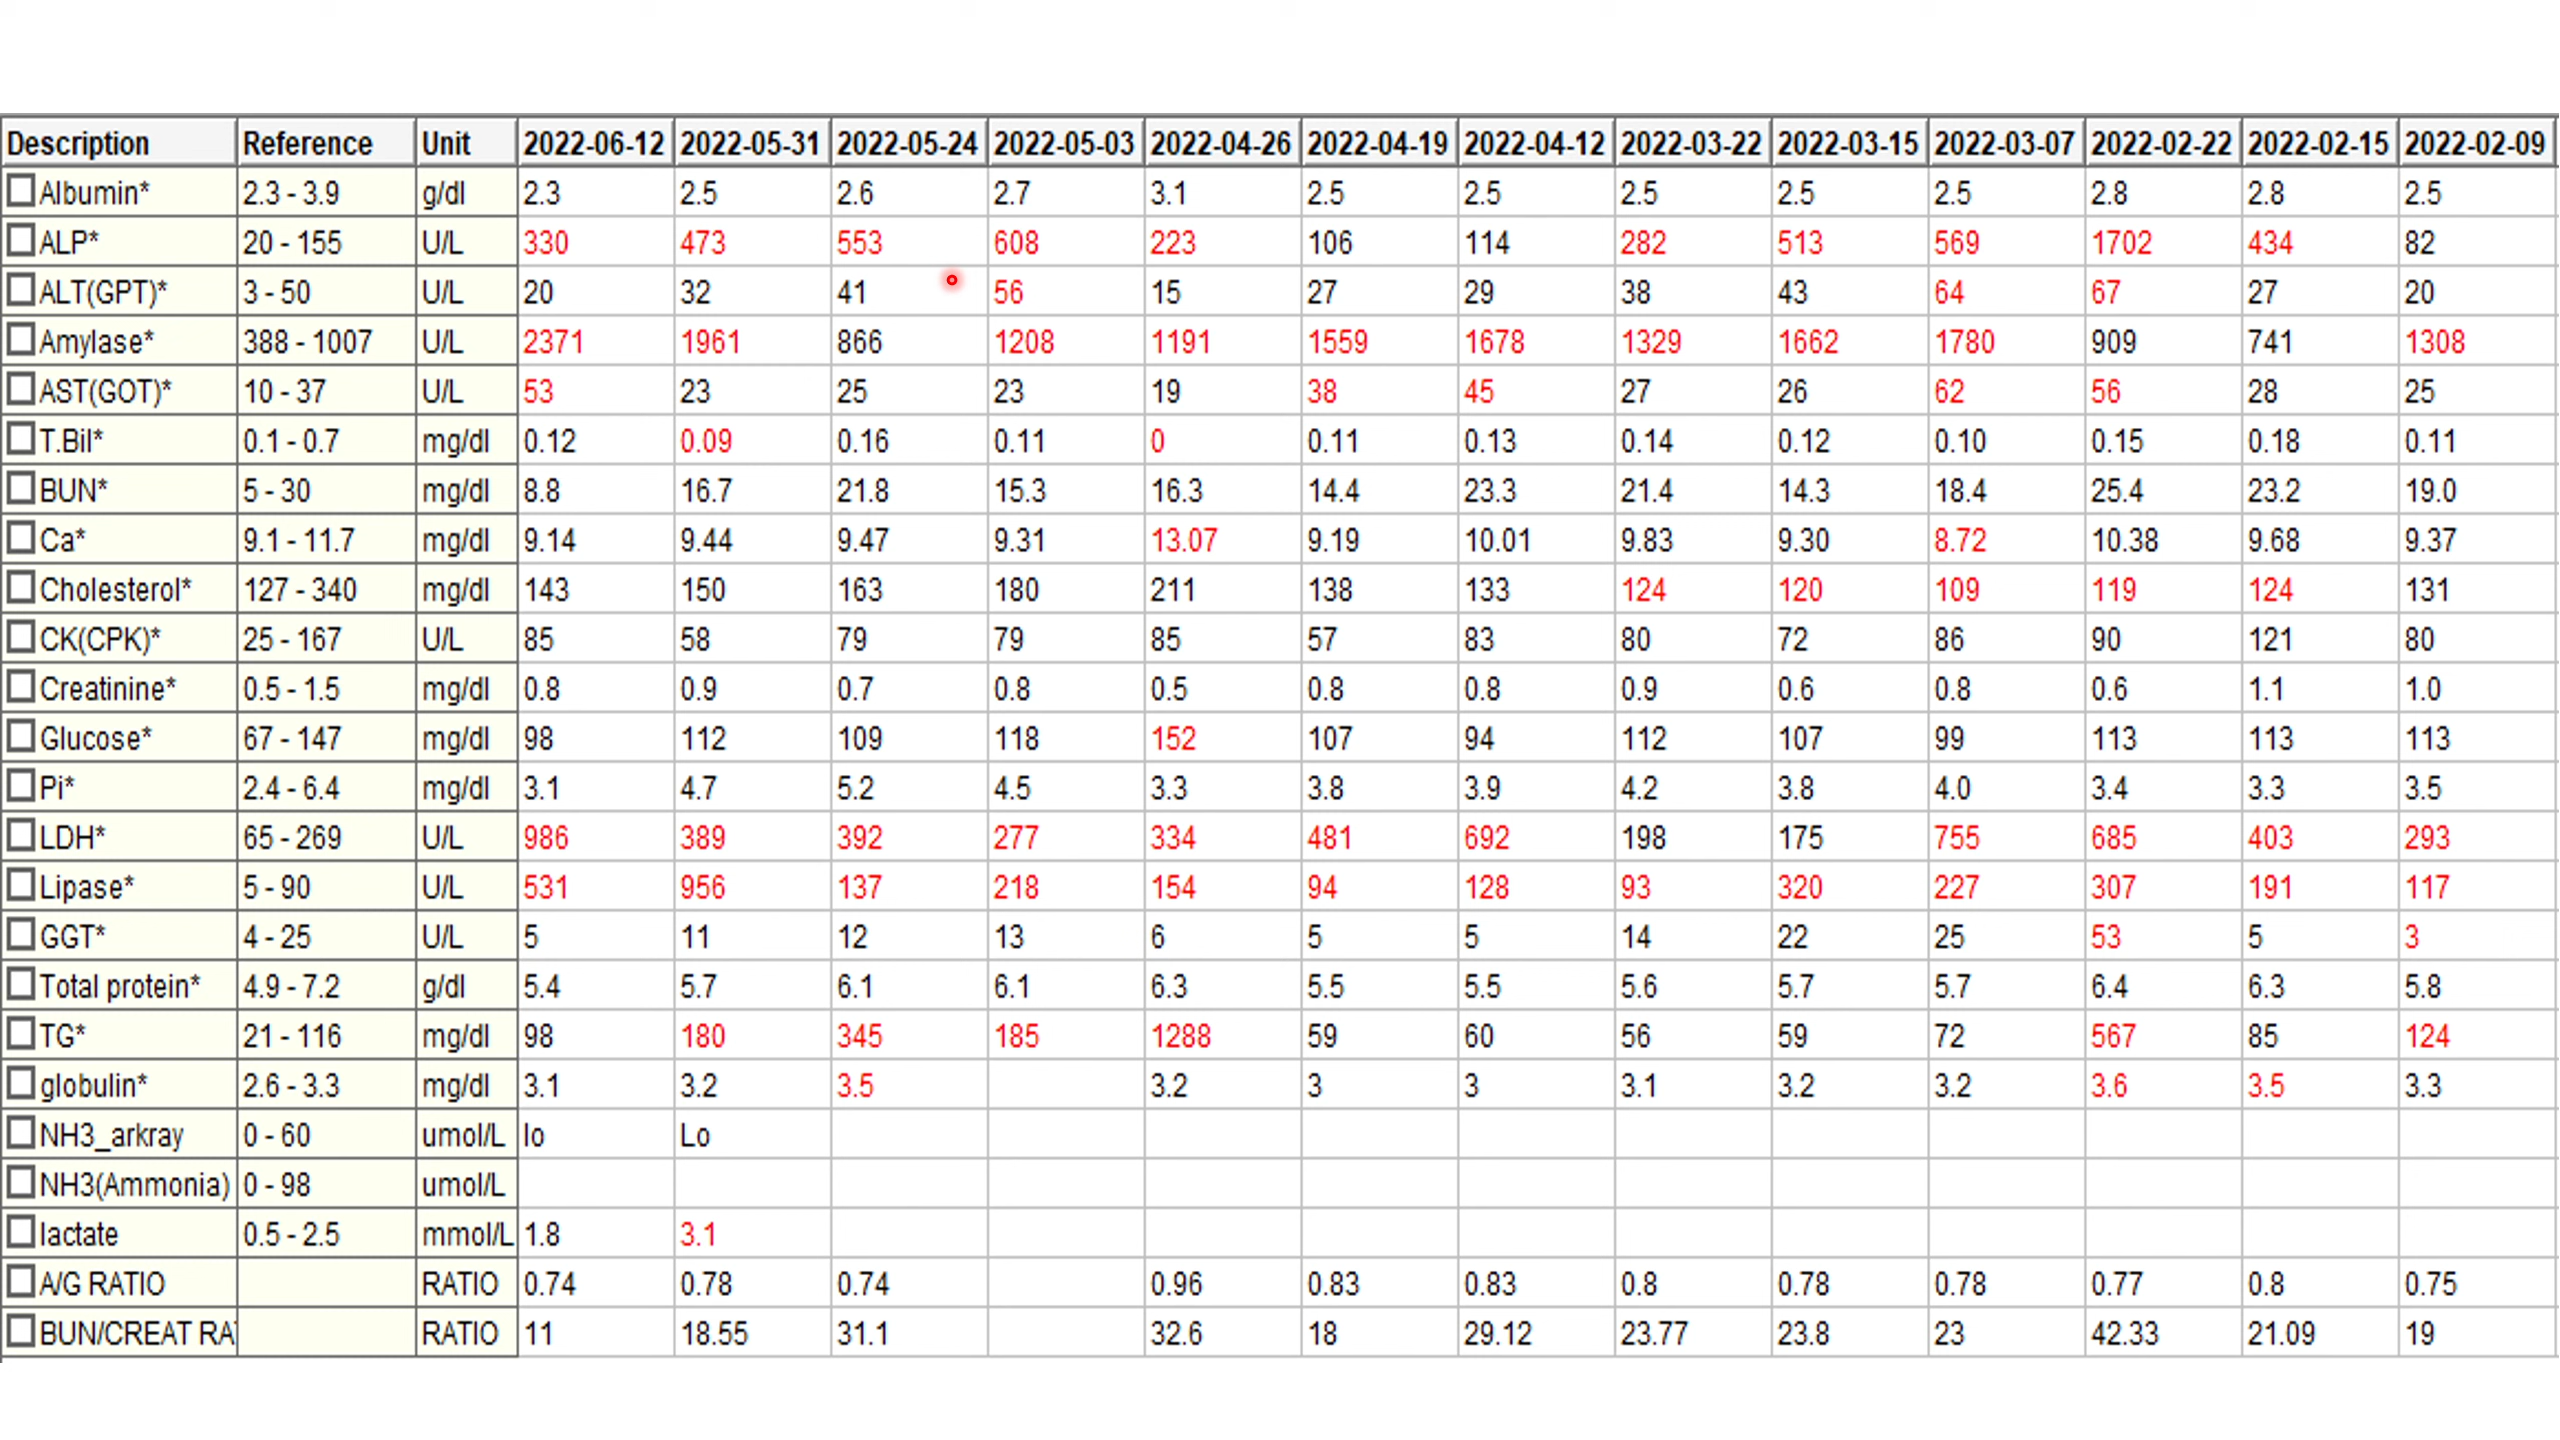 Description Reference Unit 2022-06-12 2022-05-31 2022-05-24 2022-05-03 2022-04-26 2022-04-19 2022-04-12 2022-03-22 2022-03-15 2022-03-07 2022-02-22 2022-02-15 2022-02-09
Albumin* 2.3 - 3.9 g/dl 2.3 2.5 2.6 2.7 3.1 2.5 2.5 2.5 2.5 2.5 2.8 2.8 2.5
ALP* 20 - 155 U/L 330 473 553 608 223 106 114 282 513 569 1702 434 82
ALT(GPT)* 3 - 50 U/L 20 32 41 56 15 27 29 38 43 64 67 27 20
Amylase* 388 - 1007 U/L 2371 1961 866 1208 1191 1559 1678 1329 1662 1780 909 741 1308
AST(GOT)* 10 - 37 U/L 53 23 25 23 19 38 45 27 26 62 56 28 25
T.Bil* 0.1 - 0.7 mg/dl 0.12 0.09 0.16 0.11 0 0.11 0.13 0.14 0.12 0.10 0.15 0.18 0.11
BUN* 5 - 30 mg/dl 8.8 16.7 21.8 15.3 16.3 14.4 23.3 21.4 14.3 18.4 25.4 23.2 19.0
Ca* 9.1 - 11.7 mg/dl 9.14 9.44 9.47 9.31 13.07 9.19 10.01 9.83 9.30 8.72 10.38 9.68 9.37
Cholesterol* 127 - 340 mg/dl 143 150 163 180 211 138 133 124 120 109 119 124 131
CK(CPK)* 25 - 167 U/L 85 58 79 79 85 57 83 80 72 86 90 121 80
Creatinine* 0.5 - 1.5 mg/dl 0.8 0.9 0.7 0.8 0.5 0.8 0.8 0.9 0.6 0.8 0.6 1.1 1.0
Glucose* 67 - 147 mg/dl 98 112 109 118 152 107 94 112 107 99 113 113 113
Pi* 2.4 - 6.4 mg/dl 3.1 4.7 5.2 4.5 3.3 3.8 3.9 4.2 3.8 4.0 3.4 3.3 3.5
LDH* 65 - 269 U/L 986 389 392 277 334 481 692 198 175 755 685 403 293
Lipase* 5 - 90 U/L 531 956 137 218 154 94 128 93 320 227 307 191 117
GGT* 4 - 25 U/L 5 11 12 13 6 5 5 14 22 25 53 5 3
Total protein* 4.9 - 7.2 g/dl 5.4 5.7 6.1 6.1 6.3 5.5 5.5 5.6 5.7 5.7 6.4 6.3 5.8
TG* 21 - 116 mg/dl 98 180 345 185 1288 59 60 56 59 72 567 85 124
globulin* 2.6 - 3.3 mg/dl 3.1 3.2 3.5 3.2 3 3 3.1 3.2 3.2 3.6 3.5 3.3
NH3_arkray 0 - 60 umol/L lo Lo
NH3(Ammonia) 0 - 98 umol/L
lactate 0.5 - 2.5 mmol/L 1.8 3.1
A/G RATIO RATIO 0.74 0.78 0.74 0.96 0.83 0.83 0.8 0.78 0.78 0.77 0.8 0.75
BUN/CREAT RA RATIO 11 18.55 31.1 32.6 18 29.12 23.77 23.8 23 42.33 21.09 19